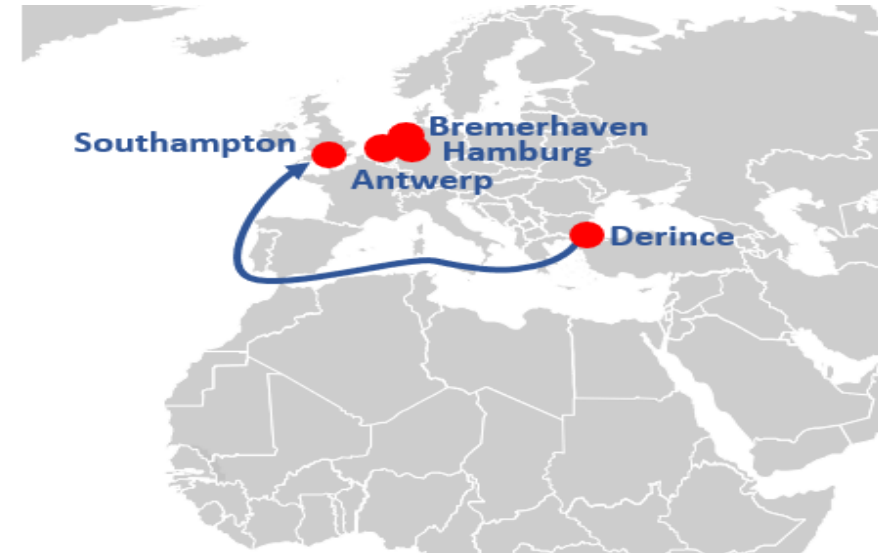 Bremerhaven
Southampton
Hamburg
Antwerp
Derince